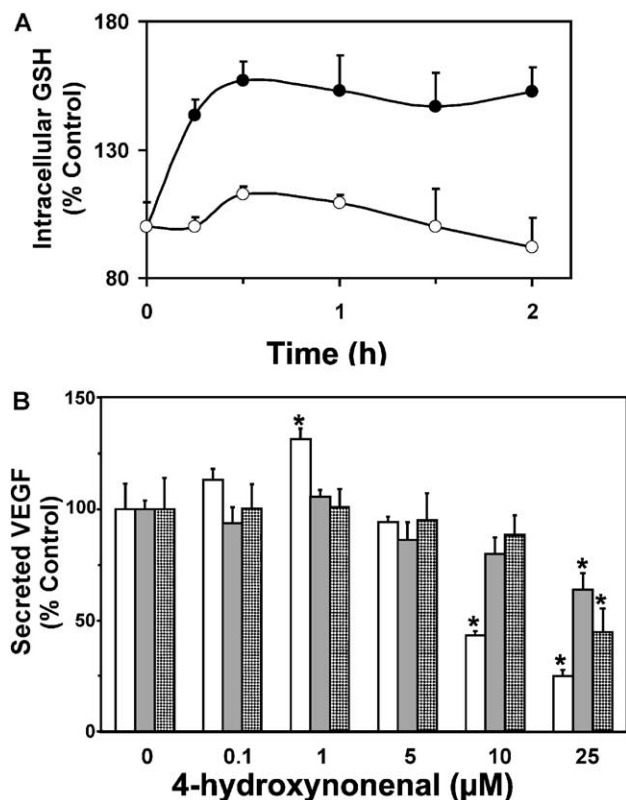 A
180
130
80
Intracellular GSH
(% Control)
0
1
2
Time (h)
B
150
100
50
0
Secreted VEGF
(% Control)
*
*
*
*
*
0
0.1
1
5
10
25
4-hydroxynonenal (µM)